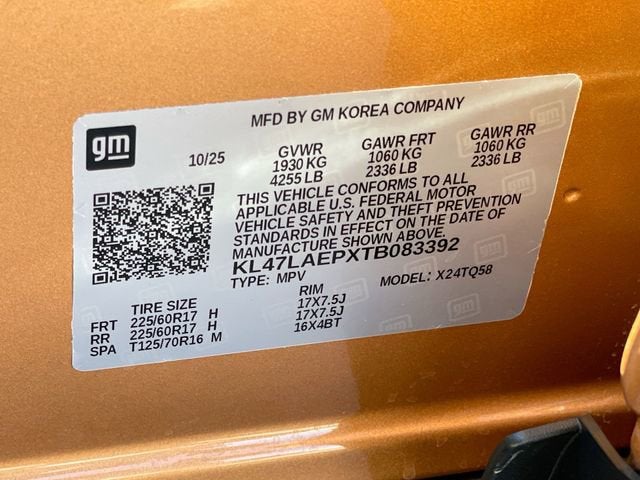 MFD BY GM KOREA COMPANY
gm
10/25 GVWR GAWR FRT GAWR RR
1930 KG 1060 KG 1060 KG
4255 LB 2336 LB 2336 LB
THIS VEHICLE CONFORMS TO ALL
APPLICABLE U.S. FEDERAL MOTOR
VEHICLE SAFETY AND THEFT PREVENTION
STANDARDS IN EFFECT ON THE DATE OF
MANUFACTURE SHOWN ABOVE.
KL47LAEPXTB083392
TYPE: MPV MODEL: X24TQ58
TIRE SIZE RIM
FRT 225/60R17 H 17X7.5J
RR 225/60R17 H 17X7.5J
SPA T125/70R16 M 16X4BT